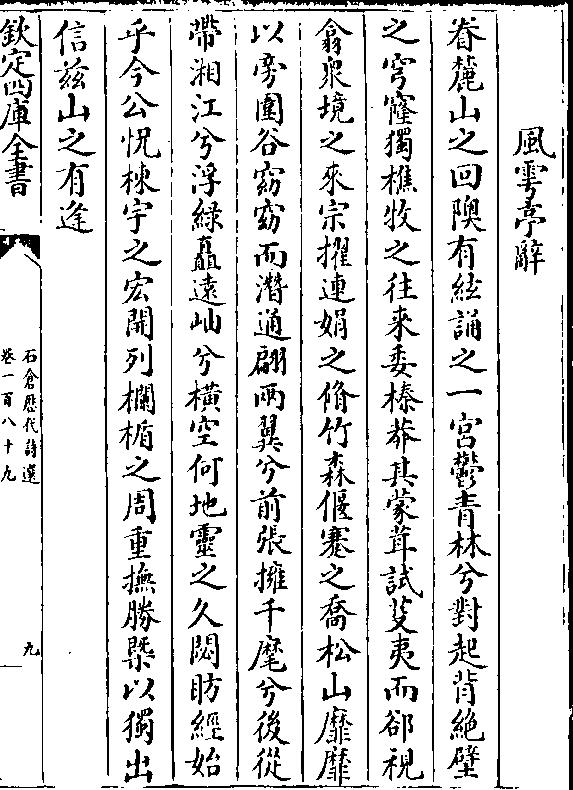 風雩亭辭
眷麓山之回隩有絃誦之一宮鬱青林兮對起背絶壁
之穹窿獨樵牧之往來委榛莽其蒙茸試芟夷而郤視
翕衆境之來宗擢連娟之脩竹森偃蹇之喬松山靡靡
以旁圍谷窈窈而潛通翩兩翼兮前張擁千麾兮後從
帶湘江兮浮綠矗遠岫兮橫空何地靈之久閟昉經始
乎今公怳棟宇之宏開列欄楯之周重撫勝槩以獨出
信兹山之有逢
欽定四庫全書
石倉歷代詩選
卷一百八十九
九